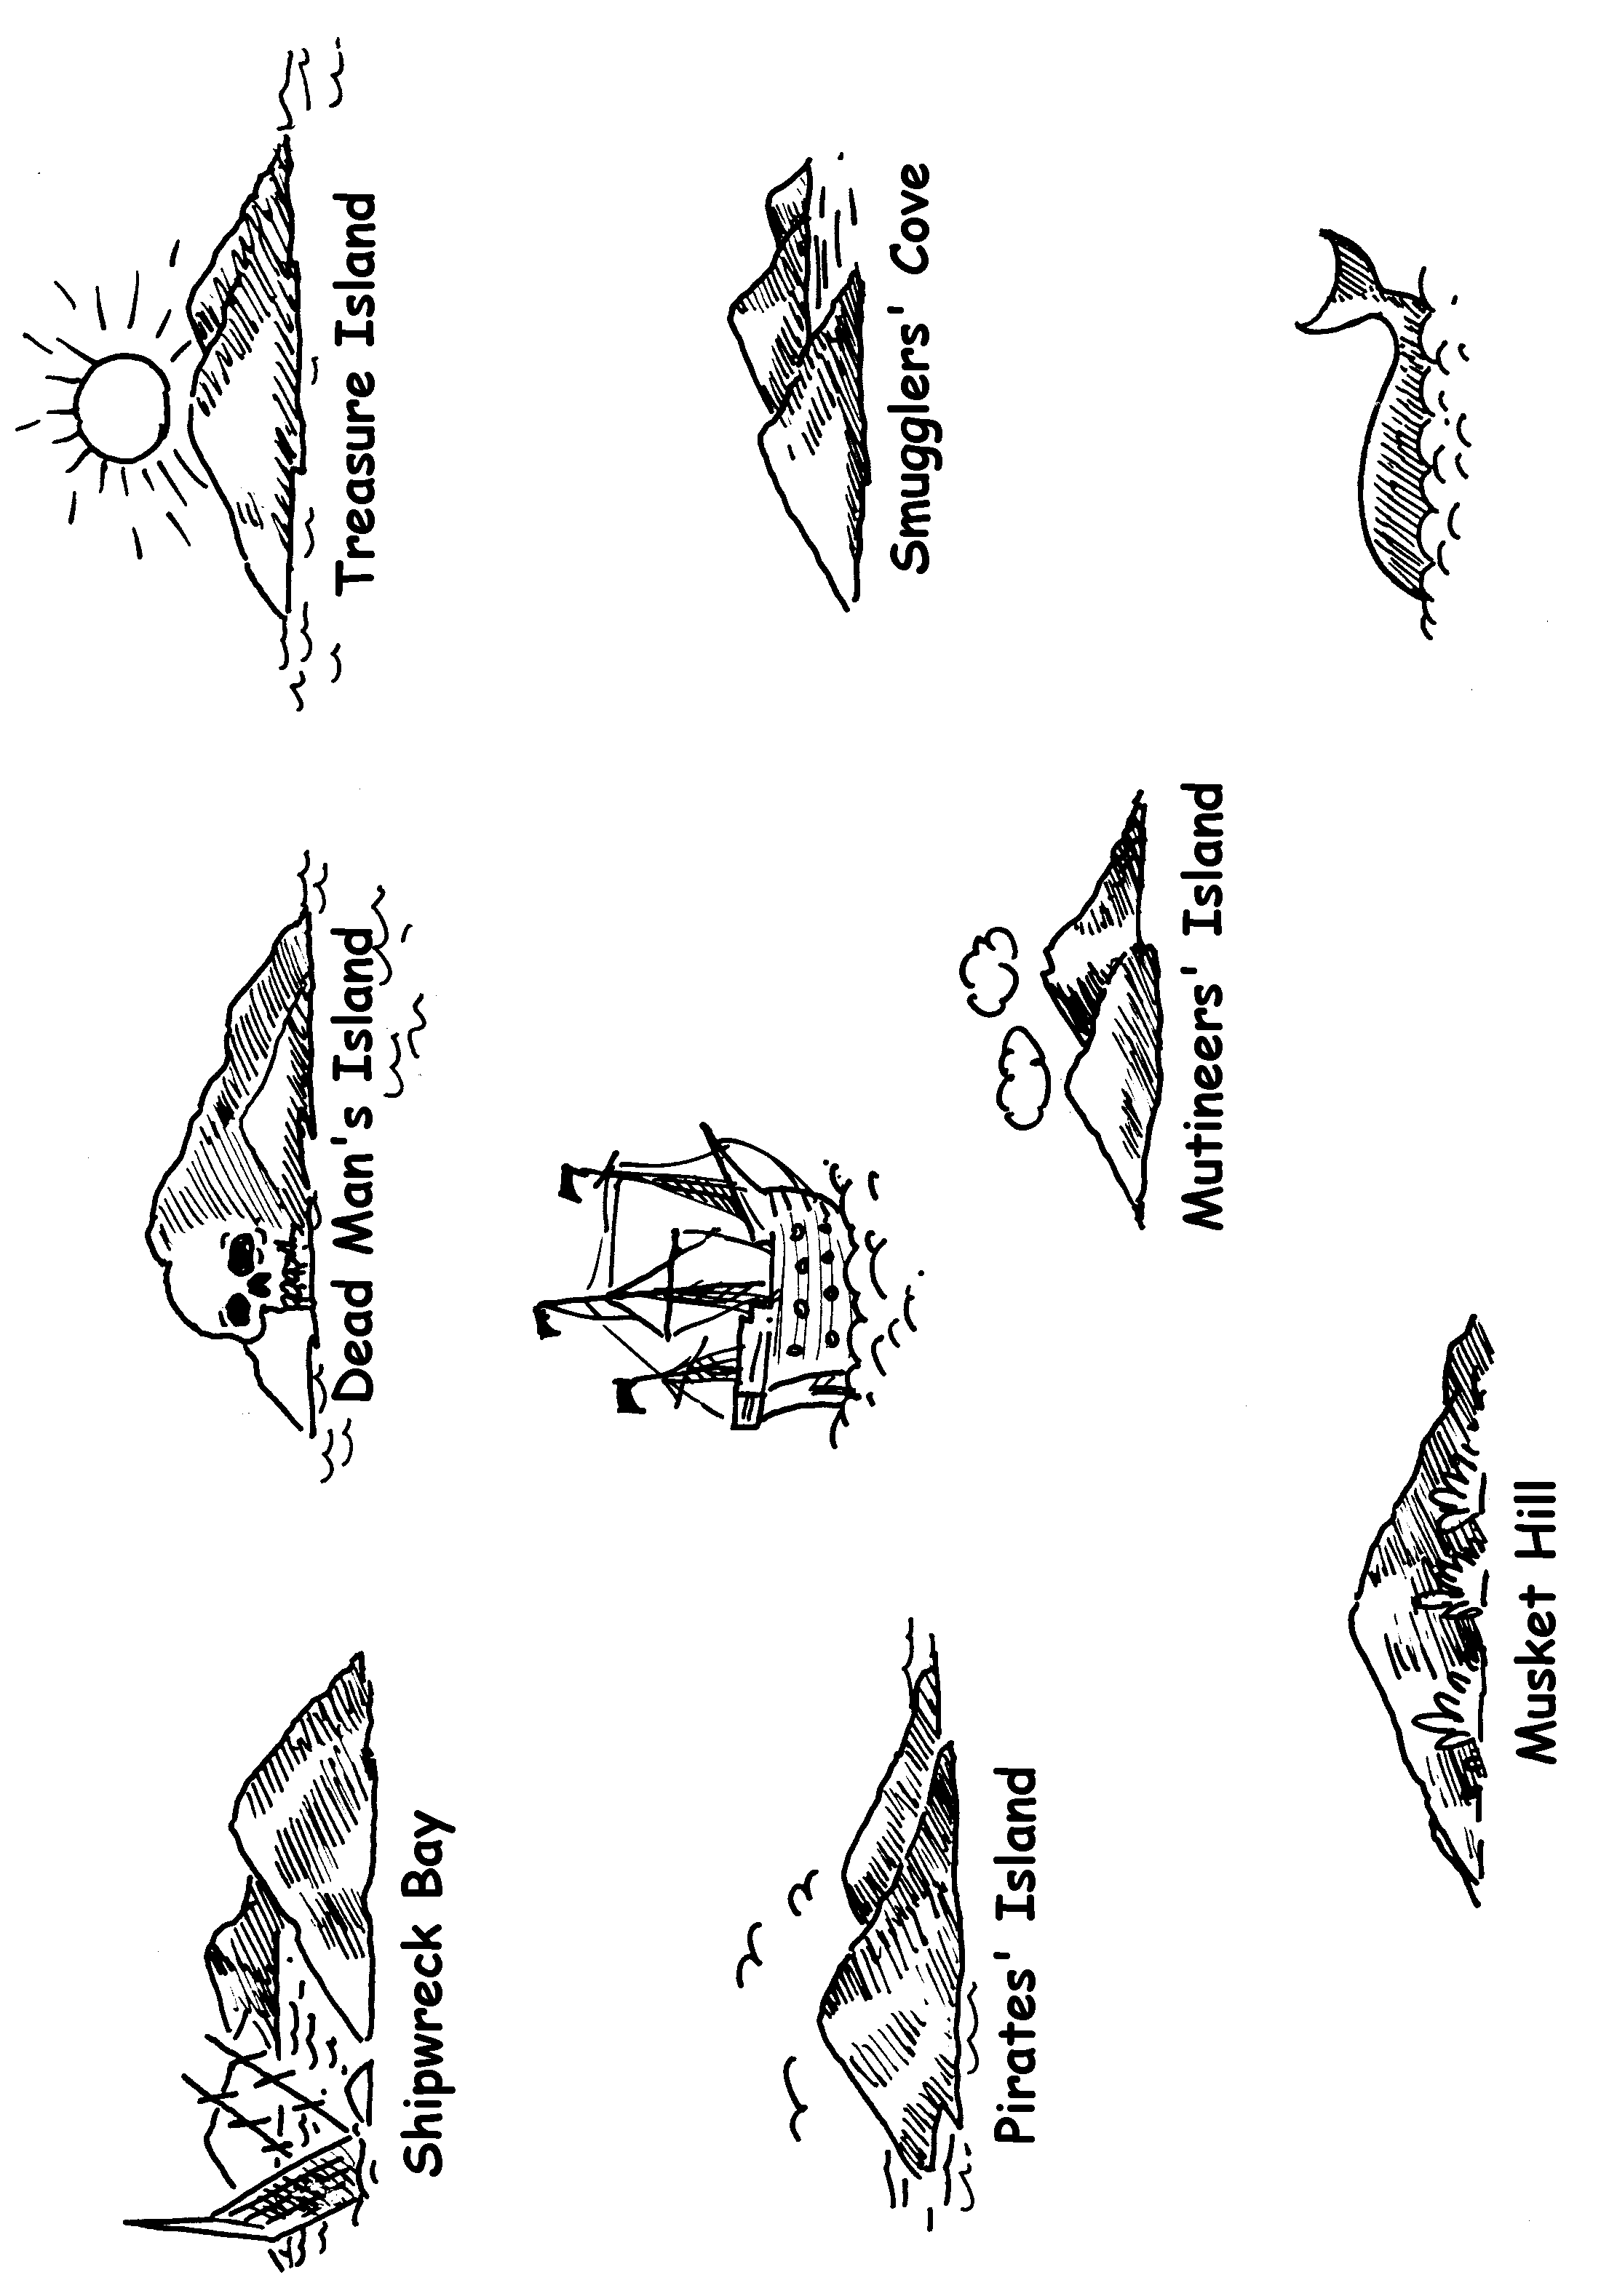 Shipwreck Bay
Dead Man's Island
Treasure Island
Pirates' Island
Smugglers' Cove
Mutineers' Island
Musket Hill